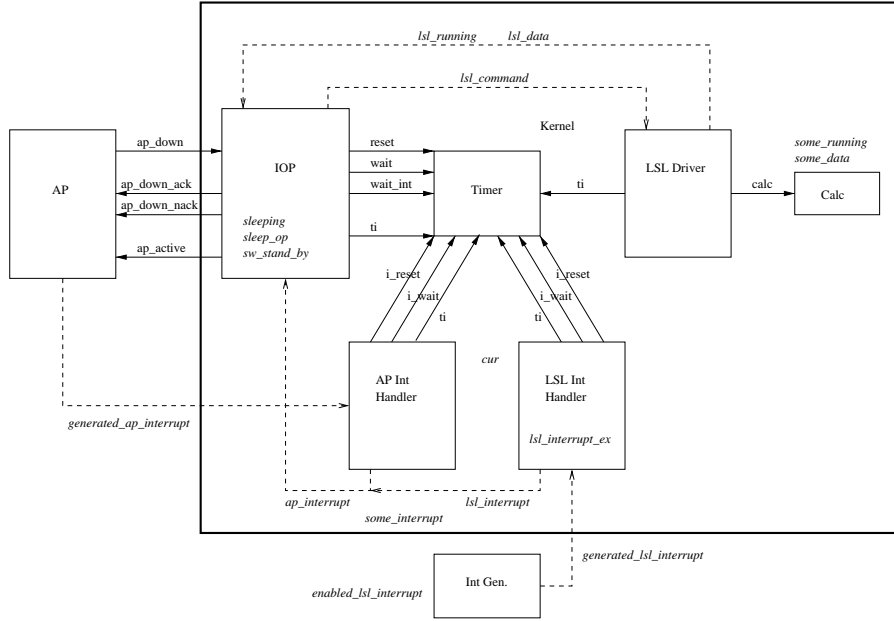 lsl_running lsl_data
lsl_command
Kernel
ap_down
reset
AP
IOP
wait
Timer
LSL Driver
some_running
some_data
ap_down_ack
wait_int
ti
calc
Calc
ap_down_nack
sleeping
sleep_op
sw_stand_by
ti
ap_active
i_reset
i_reset
i_wait
i_wait
ti
ti
cur
AP Int
Handler
LSL Int
Handler
generated_ap_interrupt
lsl_interrupt_ex
ap_interrupt
lsl_interrupt
some_interrupt
generated_lsl_interrupt
enabled_lsl_interrupt
Int Gen.